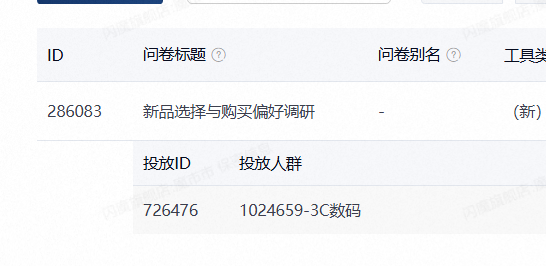 ID 问卷标题 问卷别名 工具类
286083 新品选择与购买偏好调研 - （新）
投放ID 投放人群
726476 1024659-3C数码